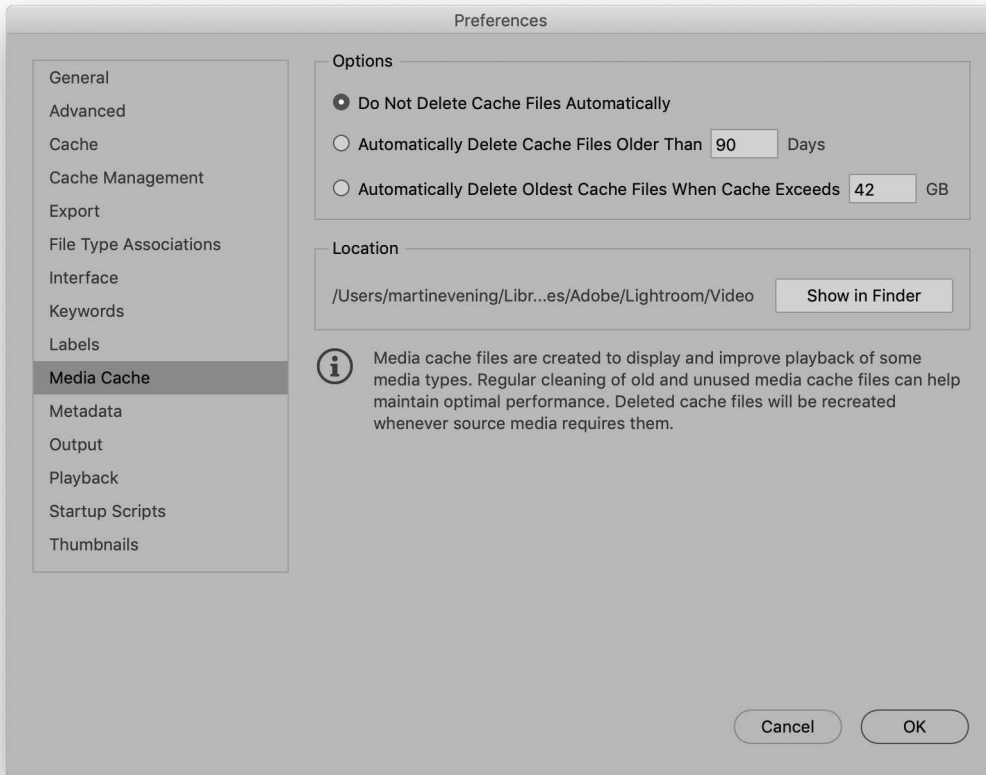 Preferences
General
Advanced
Cache
Cache Management
Export
File Type Associations
Interface
Keywords
Labels
Media Cache
Metadata
Output
Playback
Startup Scripts
Thumbnails
Options
Do Not Delete Cache Files Automatically
Automatically Delete Cache Files Older Than 90 Days
Automatically Delete Oldest Cache Files When Cache Exceeds 42 GB
Location
/Users/martinevening/Libr...es/Adobe/Lightroom/Video Show in Finder
Media cache files are created to display and improve playback of some
media types. Regular cleaning of old and unused media cache files can help
maintain optimal performance. Deleted cache files will be recreated
whenever source media requires them.
Cancel OK